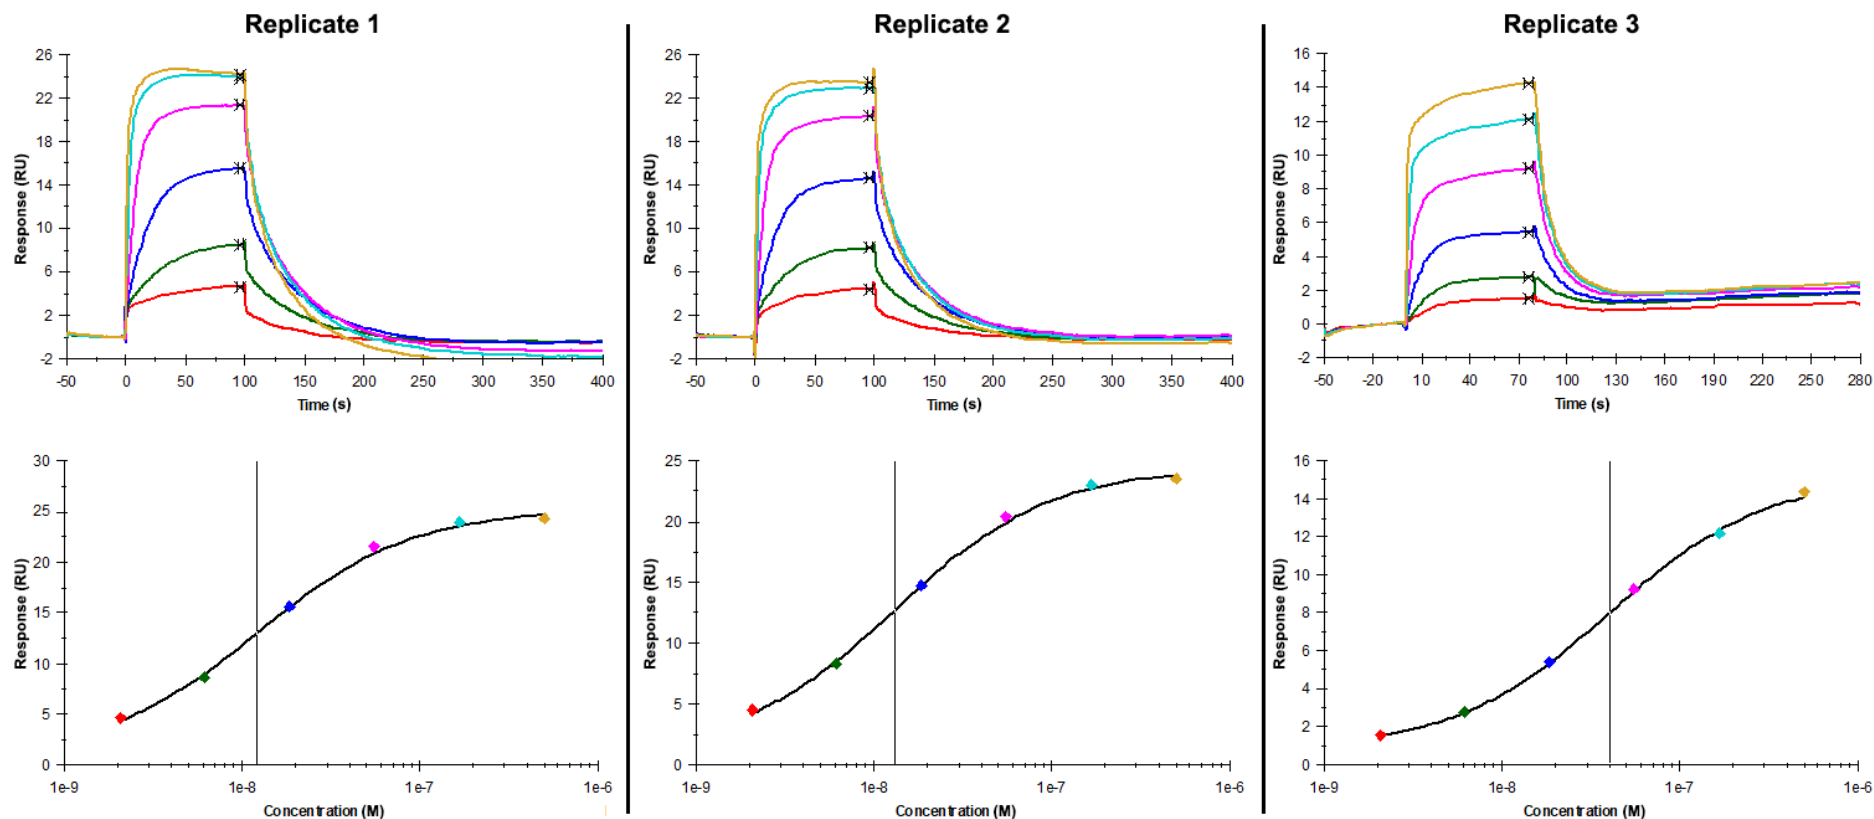 Replicate 1
Replicate 2
Replicate 3
26
22
18
14
10
6
2
-2
Response (RU)
-50
0
50
100
150
200
250
300
350
400
Time (s)
26
22
18
14
10
6
2
-2
Response (RU)
-50
0
50
100
150
200
250
300
350
400
Time (s)
16
14
12
10
8
6
4
2
0
-2
Response (RU)
-50
-20
10
40
70
100
130
160
190
220
250
280
Time (s)
30
25
20
15
10
5
0
Response (RU)
1e-9
1e-8
1e-7
1e-6
Concentration (M)
25
20
15
10
5
0
Response (RU)
1e-9
1e-8
1e-7
1e-6
Concentration (M)
16
14
12
10
8
6
4
2
0
Response (RU)
1e-9
1e-8
1e-7
1e-6
Concentration (M)